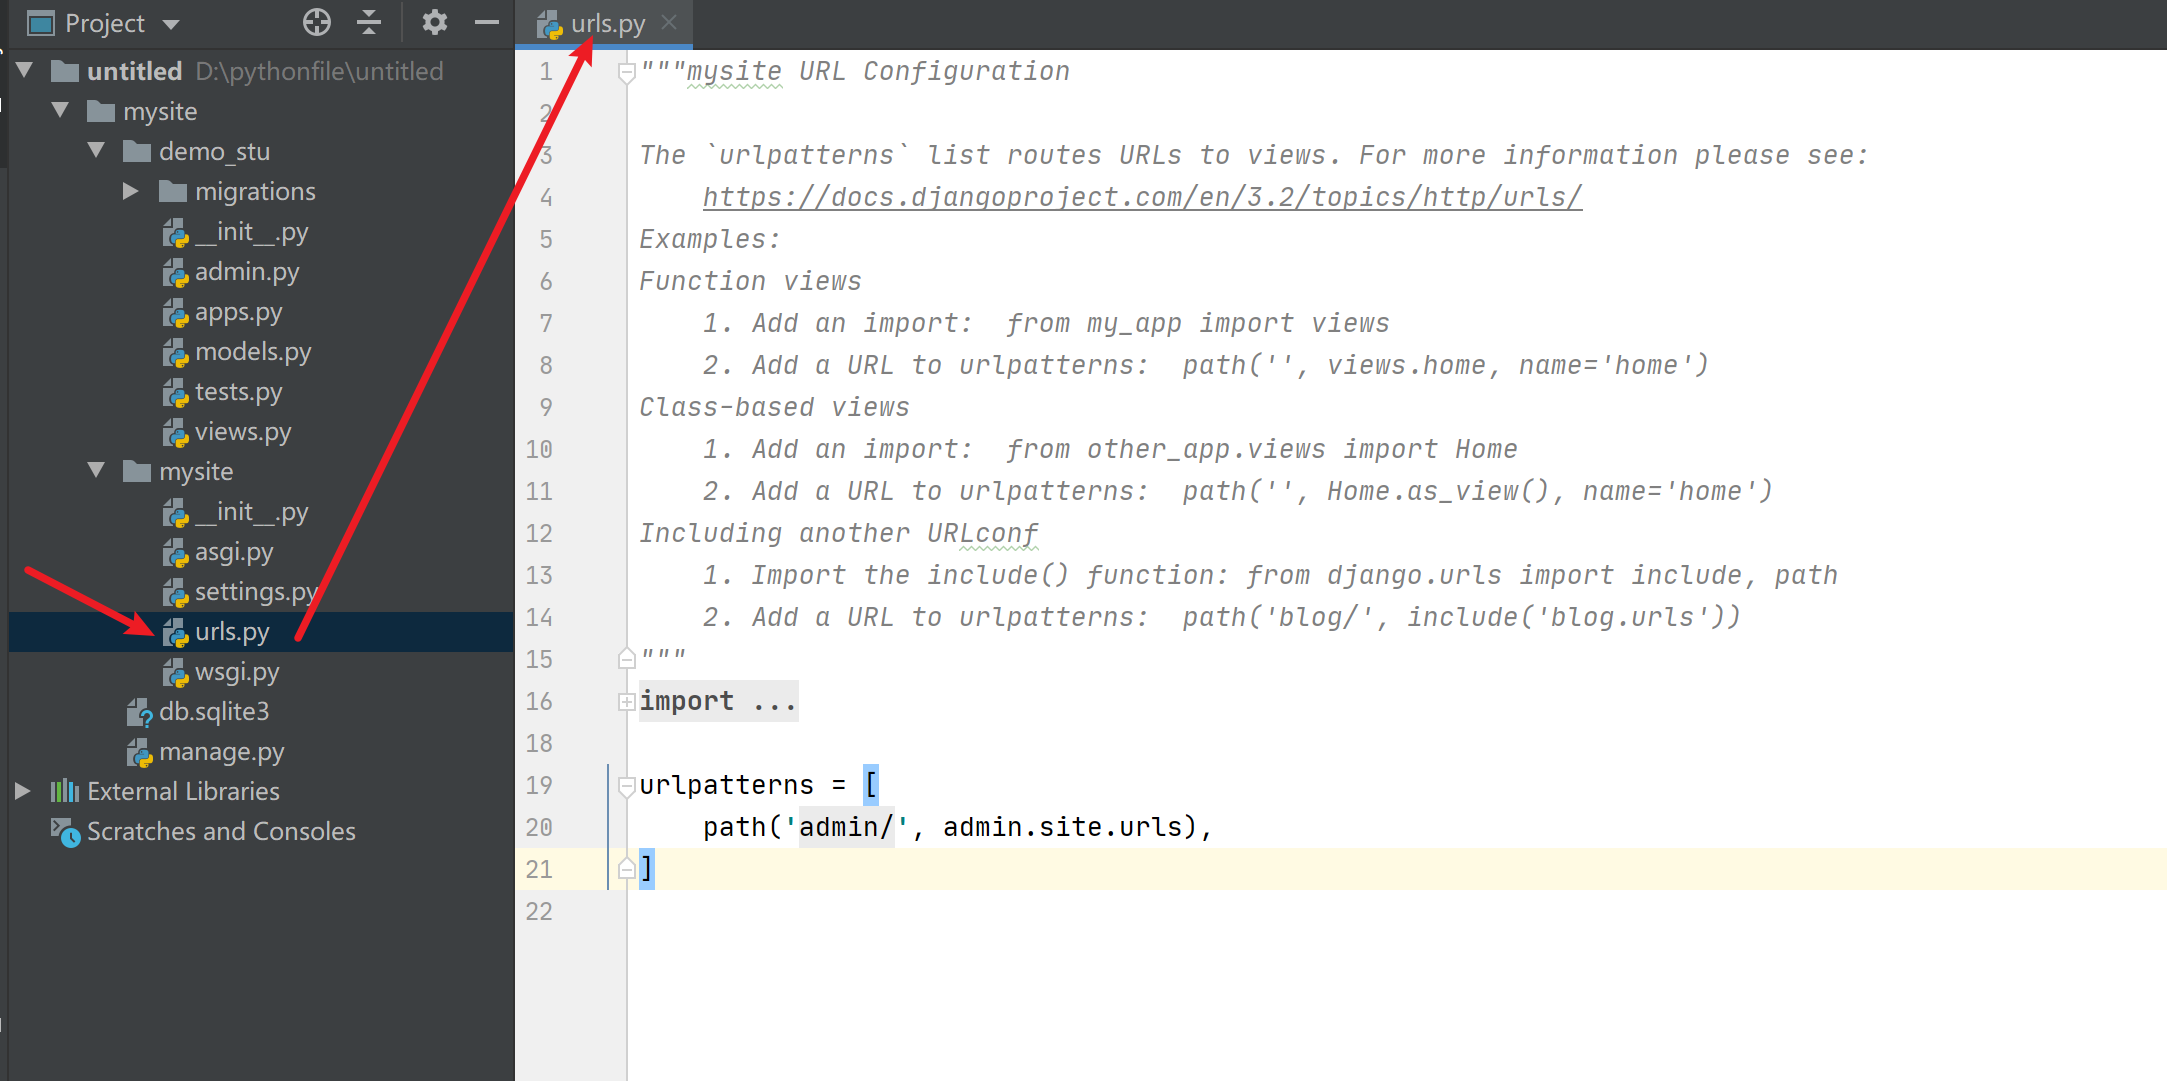 Project
untitled D:\pythonfile\untitled
mysite
demo_stu
migrations
__init__.py
admin.py
apps.py
models.py
tests.py
views.py
mysite
__init__.py
asgi.py
settings.py
urls.py
wsgi.py
db.sqlite3
manage.py
External Libraries
Scratches and Consoles
urls.py
1 """mysite URL Configuration
2
3 The `urlpatterns` list routes URLs to views. For more information please see:
4     https://docs.djangoproject.com/en/3.2/topics/http/urls/
5 Examples:
6 Function views
7     1. Add an import:  from my_app import views
8     2. Add a URL to urlpatterns:  path('', views.home, name='home')
9 Class-based views
10     1. Add an import:  from other_app.views import Home
11     2. Add a URL to urlpatterns:  path('', Home.as_view(), name='home')
12 Including another URLconf
13     1. Import the include() function: from django.urls import include, path
14     2. Add a URL to urlpatterns:  path('blog/', include('blog.urls'))
15 """
16 import ...
18
19 urlpatterns = [
20     path('admin/', admin.site.urls),
21 ]
22